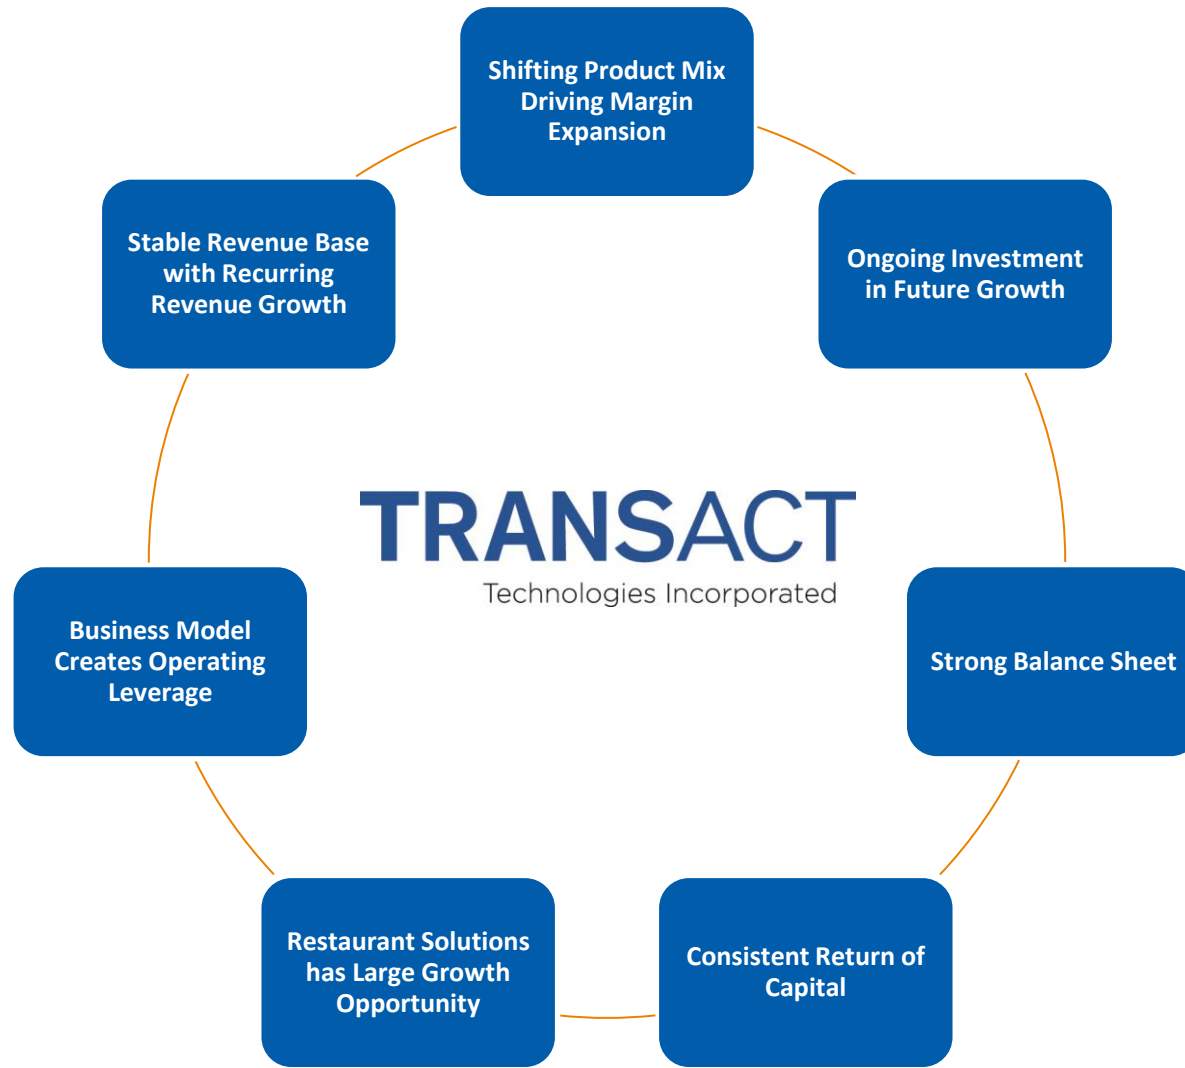 Shifting Product Mix
Driving Margin
Expansion
Stable Revenue Base
with Recurring
Revenue Growth
Ongoing Investment
in Future Growth
TRANSACT
Technologies Incorporated
Business Model
Creates Operating
Leverage
Strong Balance Sheet
Restaurant Solutions
has Large Growth
Opportunity
Consistent Return of
Capital